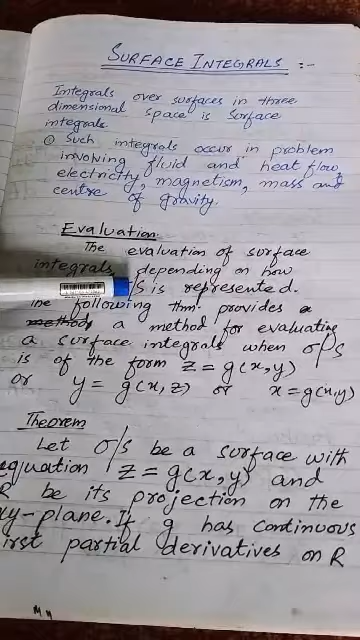 SURFACE INTEGRALS :-
Integrals over surfaces in three
dimensional space is Surface
integrals.
Such integrals occur in problem
involving fluid and heat flow,
electricity, magnetism, mass and
centre of gravity.
Evaluation.
The evaluation of surface
integrals depending on how
σ/S is represented.
The following thm: provides a
method a method for evaluating
a surface integrals when σ/S
is of the form z = g(x,y)
or y = g(x,z) or x = g(x,y)
Theorem
Let σ/S be a surface with
equation z = g(x,y) and
R be its projection on the
xy-plane. If g has continuous
first partial derivatives on R